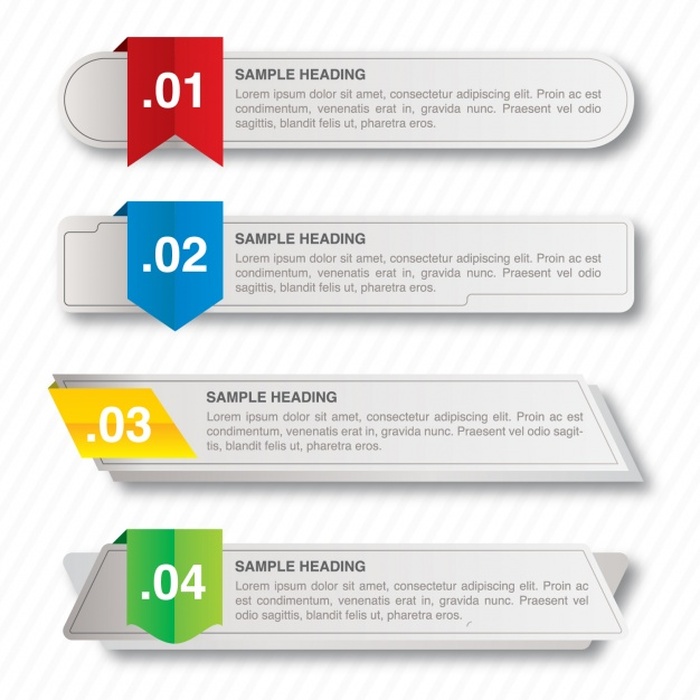 .01
SAMPLE HEADING
Lorem ipsum dolor sit amet, consectetur adipiscing elit. Proin ac est
condimentum, venenatis erat in, gravida nunc. Praesent vel odio
sagittis, blandit felis ut, pharetra eros.
.02
SAMPLE HEADING
Lorem ipsum dolor sit amet, consectetur adipiscing elit. Proin ac est
condimentum, venenatis erat in, gravida nunc. Praesent vel odio
sagittis, blandit felis ut, pharetra eros.
.03
SAMPLE HEADING
Lorem ipsum dolor sit amet, consectetur adipiscing elit. Proin ac est
condimentum, venenatis erat in, gravida nunc. Praesent vel odio sagit-
tis, blandit felis ut, pharetra eros.
.04
SAMPLE HEADING
Lorem ipsum dolor sit amet, consectetur adipiscing elit. Proin ac
est condimentum, venenatis erat in, gravida nunc. Praesent vel
odio sagittis, blandit felis ut, pharetra eros.